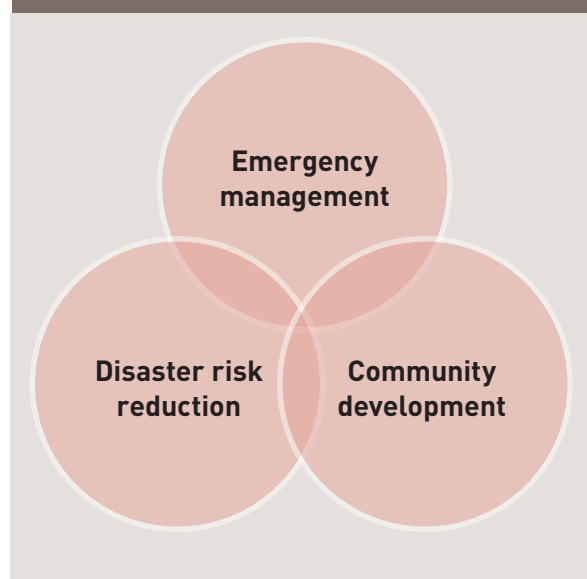 Emergency
management
Disaster risk
reduction
Community
development